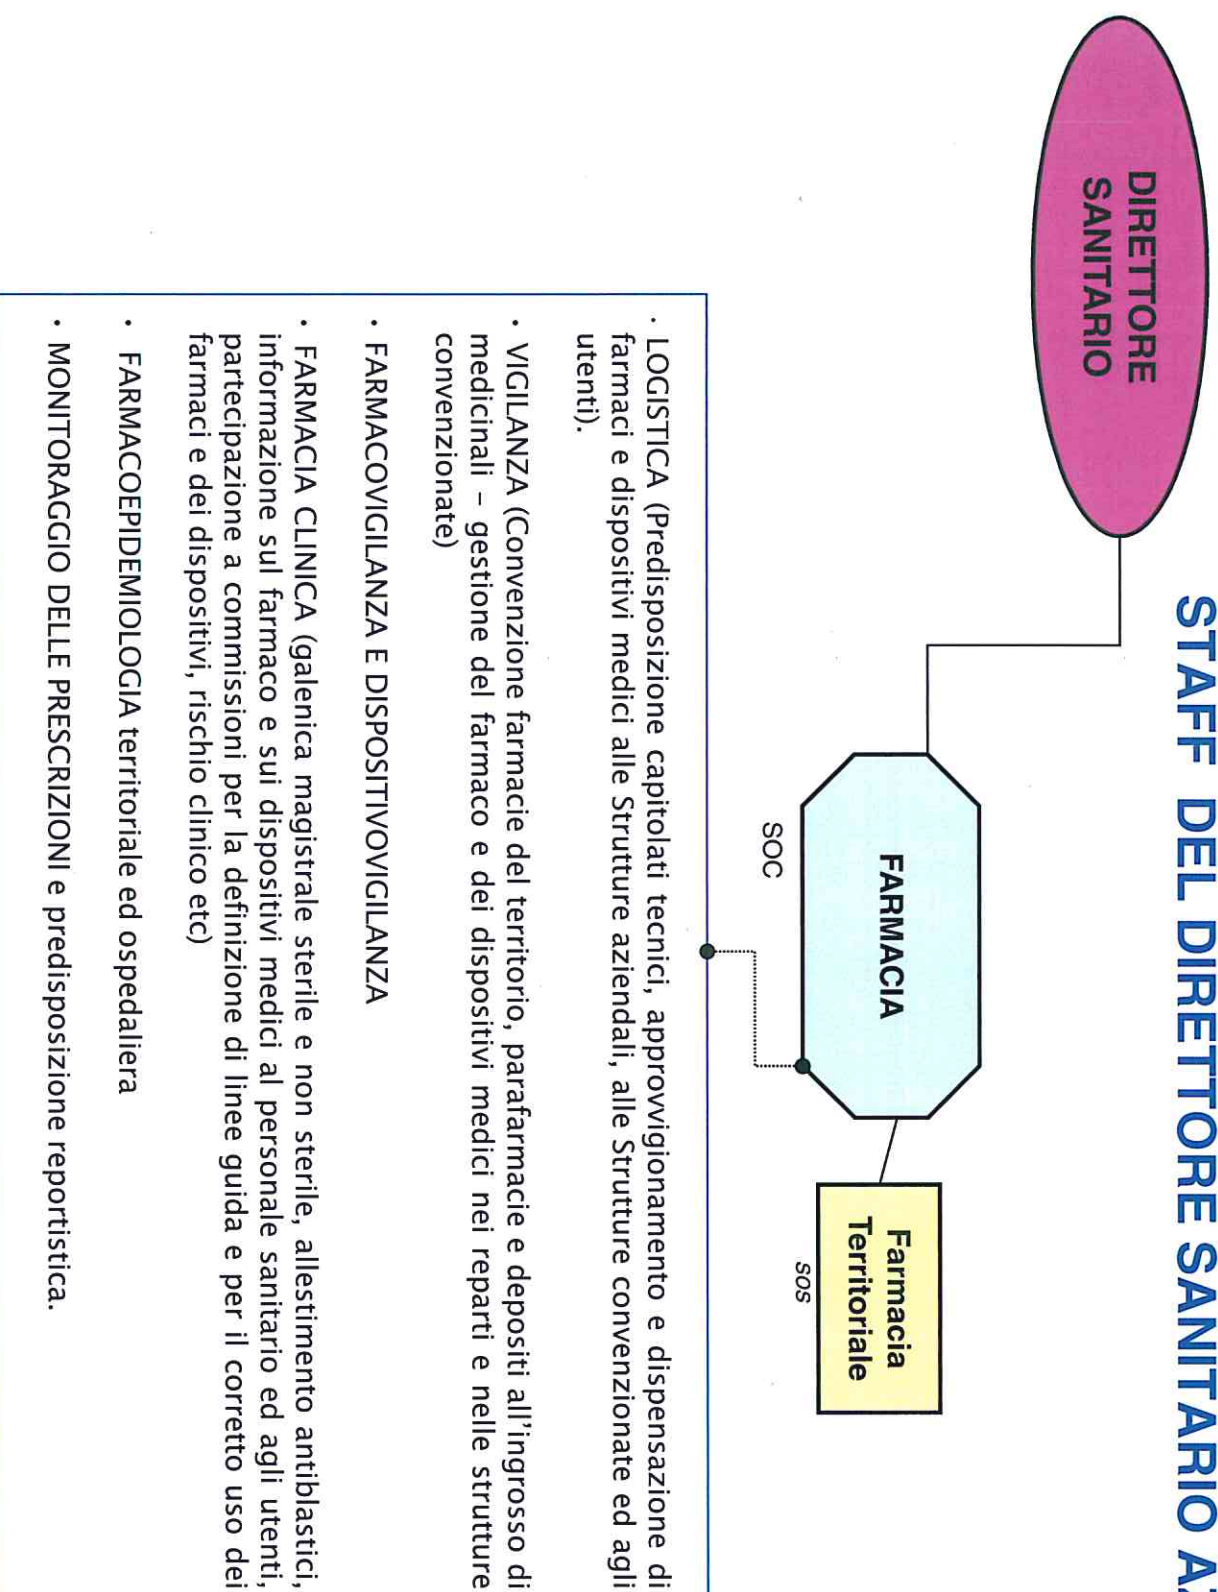 STAFF DEL DIRETTORE SANITARIO
DIRETTORE
SANITARIO
FARMACIA
SOC
Farmacia
Territoriale
SOS
· LOGISTICA (Predisposizione capitolati tecnici, approvvigionamento e dispensazione di
farmaci e dispositivi medici alle Strutture aziendali, alle Strutture convenzionate ed agli
utenti).
· VIGILANZA (Convenzione farmacie del territorio, parafarmacie e depositi all'ingrosso di
medicinali – gestione del farmaco e dei dispositivi medici nei reparti e nelle strutture
convenzionate)
· FARMACOVIGILANZA E DISPOSITIVOVIGILANZA
· FARMACIA CLINICA (galenica magistrale sterile e non sterile, allestimento antiblastici,
informazione sul farmaco e sui dispositivi medici al personale sanitario ed agli utenti,
partecipazione a commissioni per la definizione di linee guida e per il corretto uso dei
farmaci e dei dispositivi, rischio clinico etc)
· FARMACOEPIDEMIOLOGIA territoriale ed ospedaliera
· MONITORAGGIO DELLE PRESCRIZIONI e predisposizione reportistica.